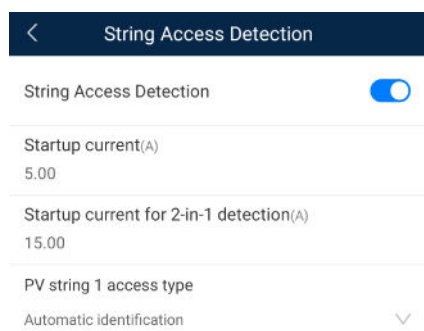 String Access Detection
String Access Detection
Startup current(A)
5.00
Startup current for 2-in-1 detection(A)
15.00
PV string 1 access type
Automatic identification